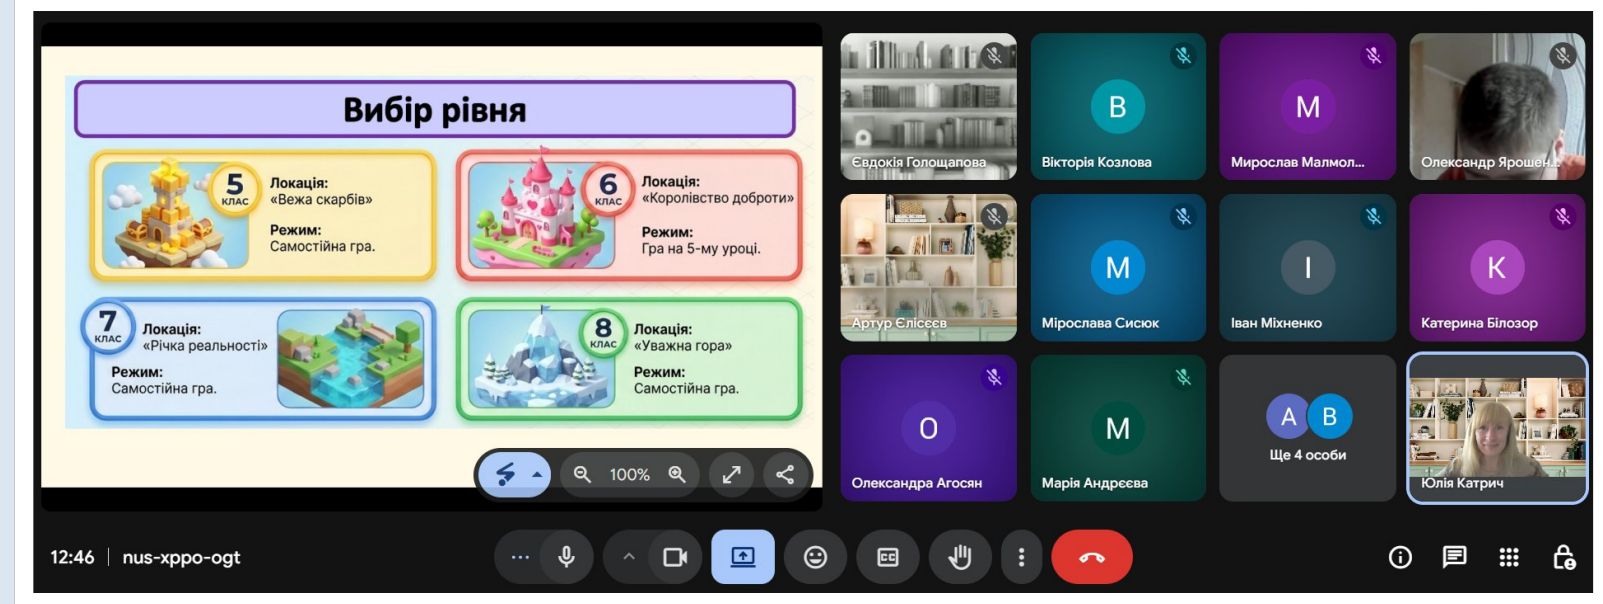 Вибір рівня
5
КЛАС
Локація:
«Вежа скарбів»
Режим:
Самостійна гра.
6
КЛАС
Локація:
«Королівство доброти»
Режим:
Гра на 5-му уроці.
7
КЛАС
Локація:
«Річка реальності»
Режим:
Самостійна гра.
8
КЛАС
Локація:
«Уважна гора»
Режим:
Самостійна гра.
100%
Євдокія Голощапова
В
Вікторія Козлова
М
Мирослав Малмол...
Олександр Ярошен...
Артур Єлісєєв
М
Мірослава Сисюк
І
Іван Міхненко
К
Катерина Білозор
О
Олександра Агосян
М
Марія Андрєєва
А В
Ще 4 особи
Юлія Катрич
12:46 | nus-xppo-ogt
CC